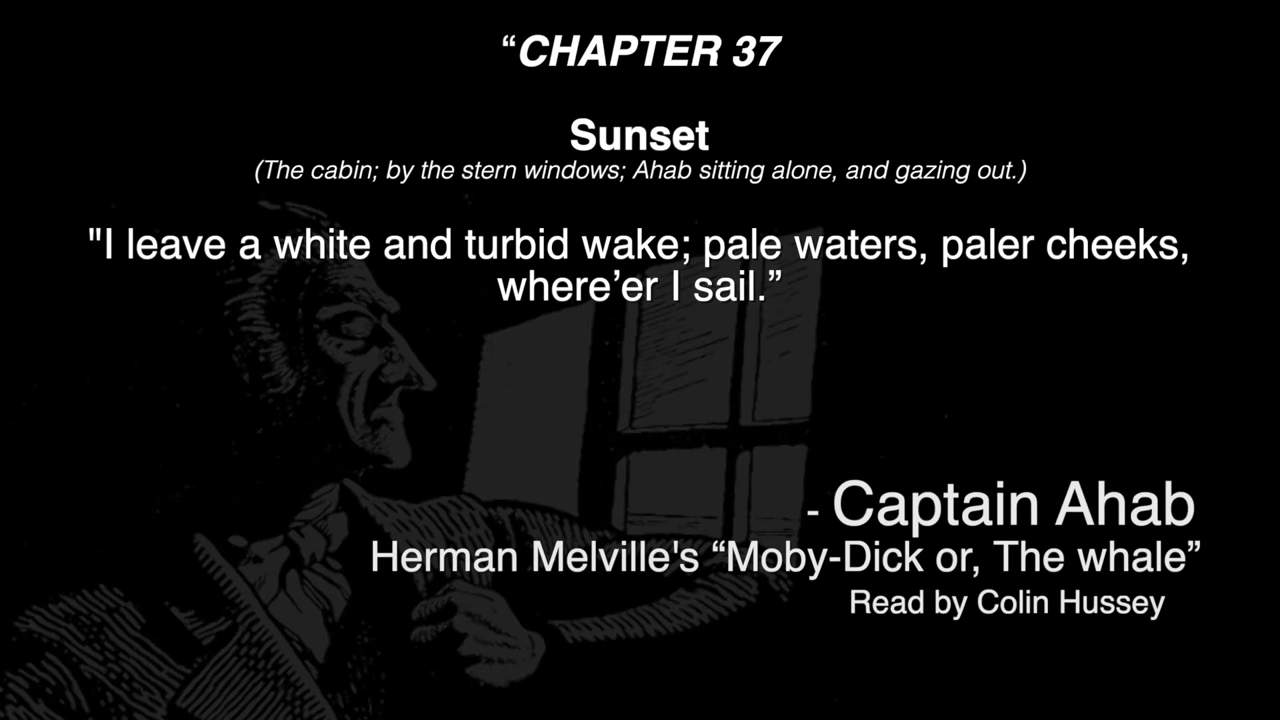 “CHAPTER 37
Sunset
(The cabin; by the stern windows; Ahab sitting alone, and gazing out.)
"I leave a white and turbid wake; pale waters, paler cheeks,
where’er I sail.”
- Captain Ahab
Herman Melville's “Moby-Dick or, The whale”
Read by Colin Hussey